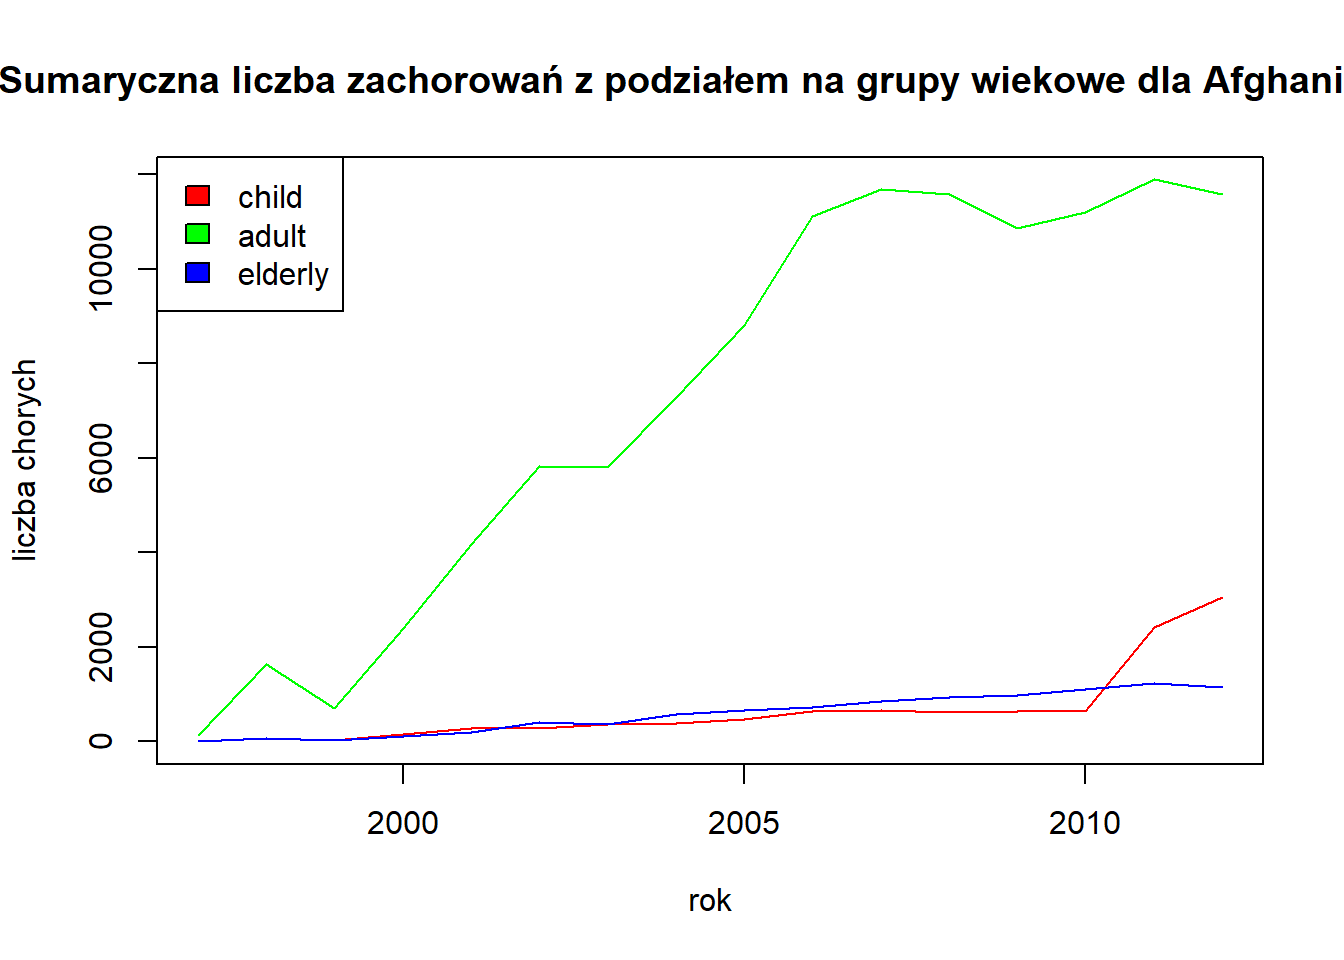 Sumaryczna liczba zachorowań z podziałem na grupy wiekowe dla Afghani
child
adult
elderly
liczba chorych
10000
6000
2000
0
2000
2005
2010
rok